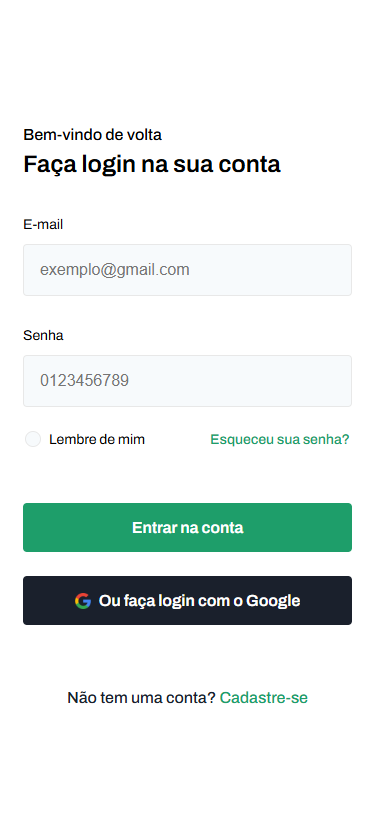 Bem-vindo de volta
Faça login na sua conta
E-mail
exemplo@gmail.com
Senha
0123456789
Lembre de mim
Esqueceu sua senha?
Entrar na conta
Ou faça login com o Google
Não tem uma conta? Cadastre-se